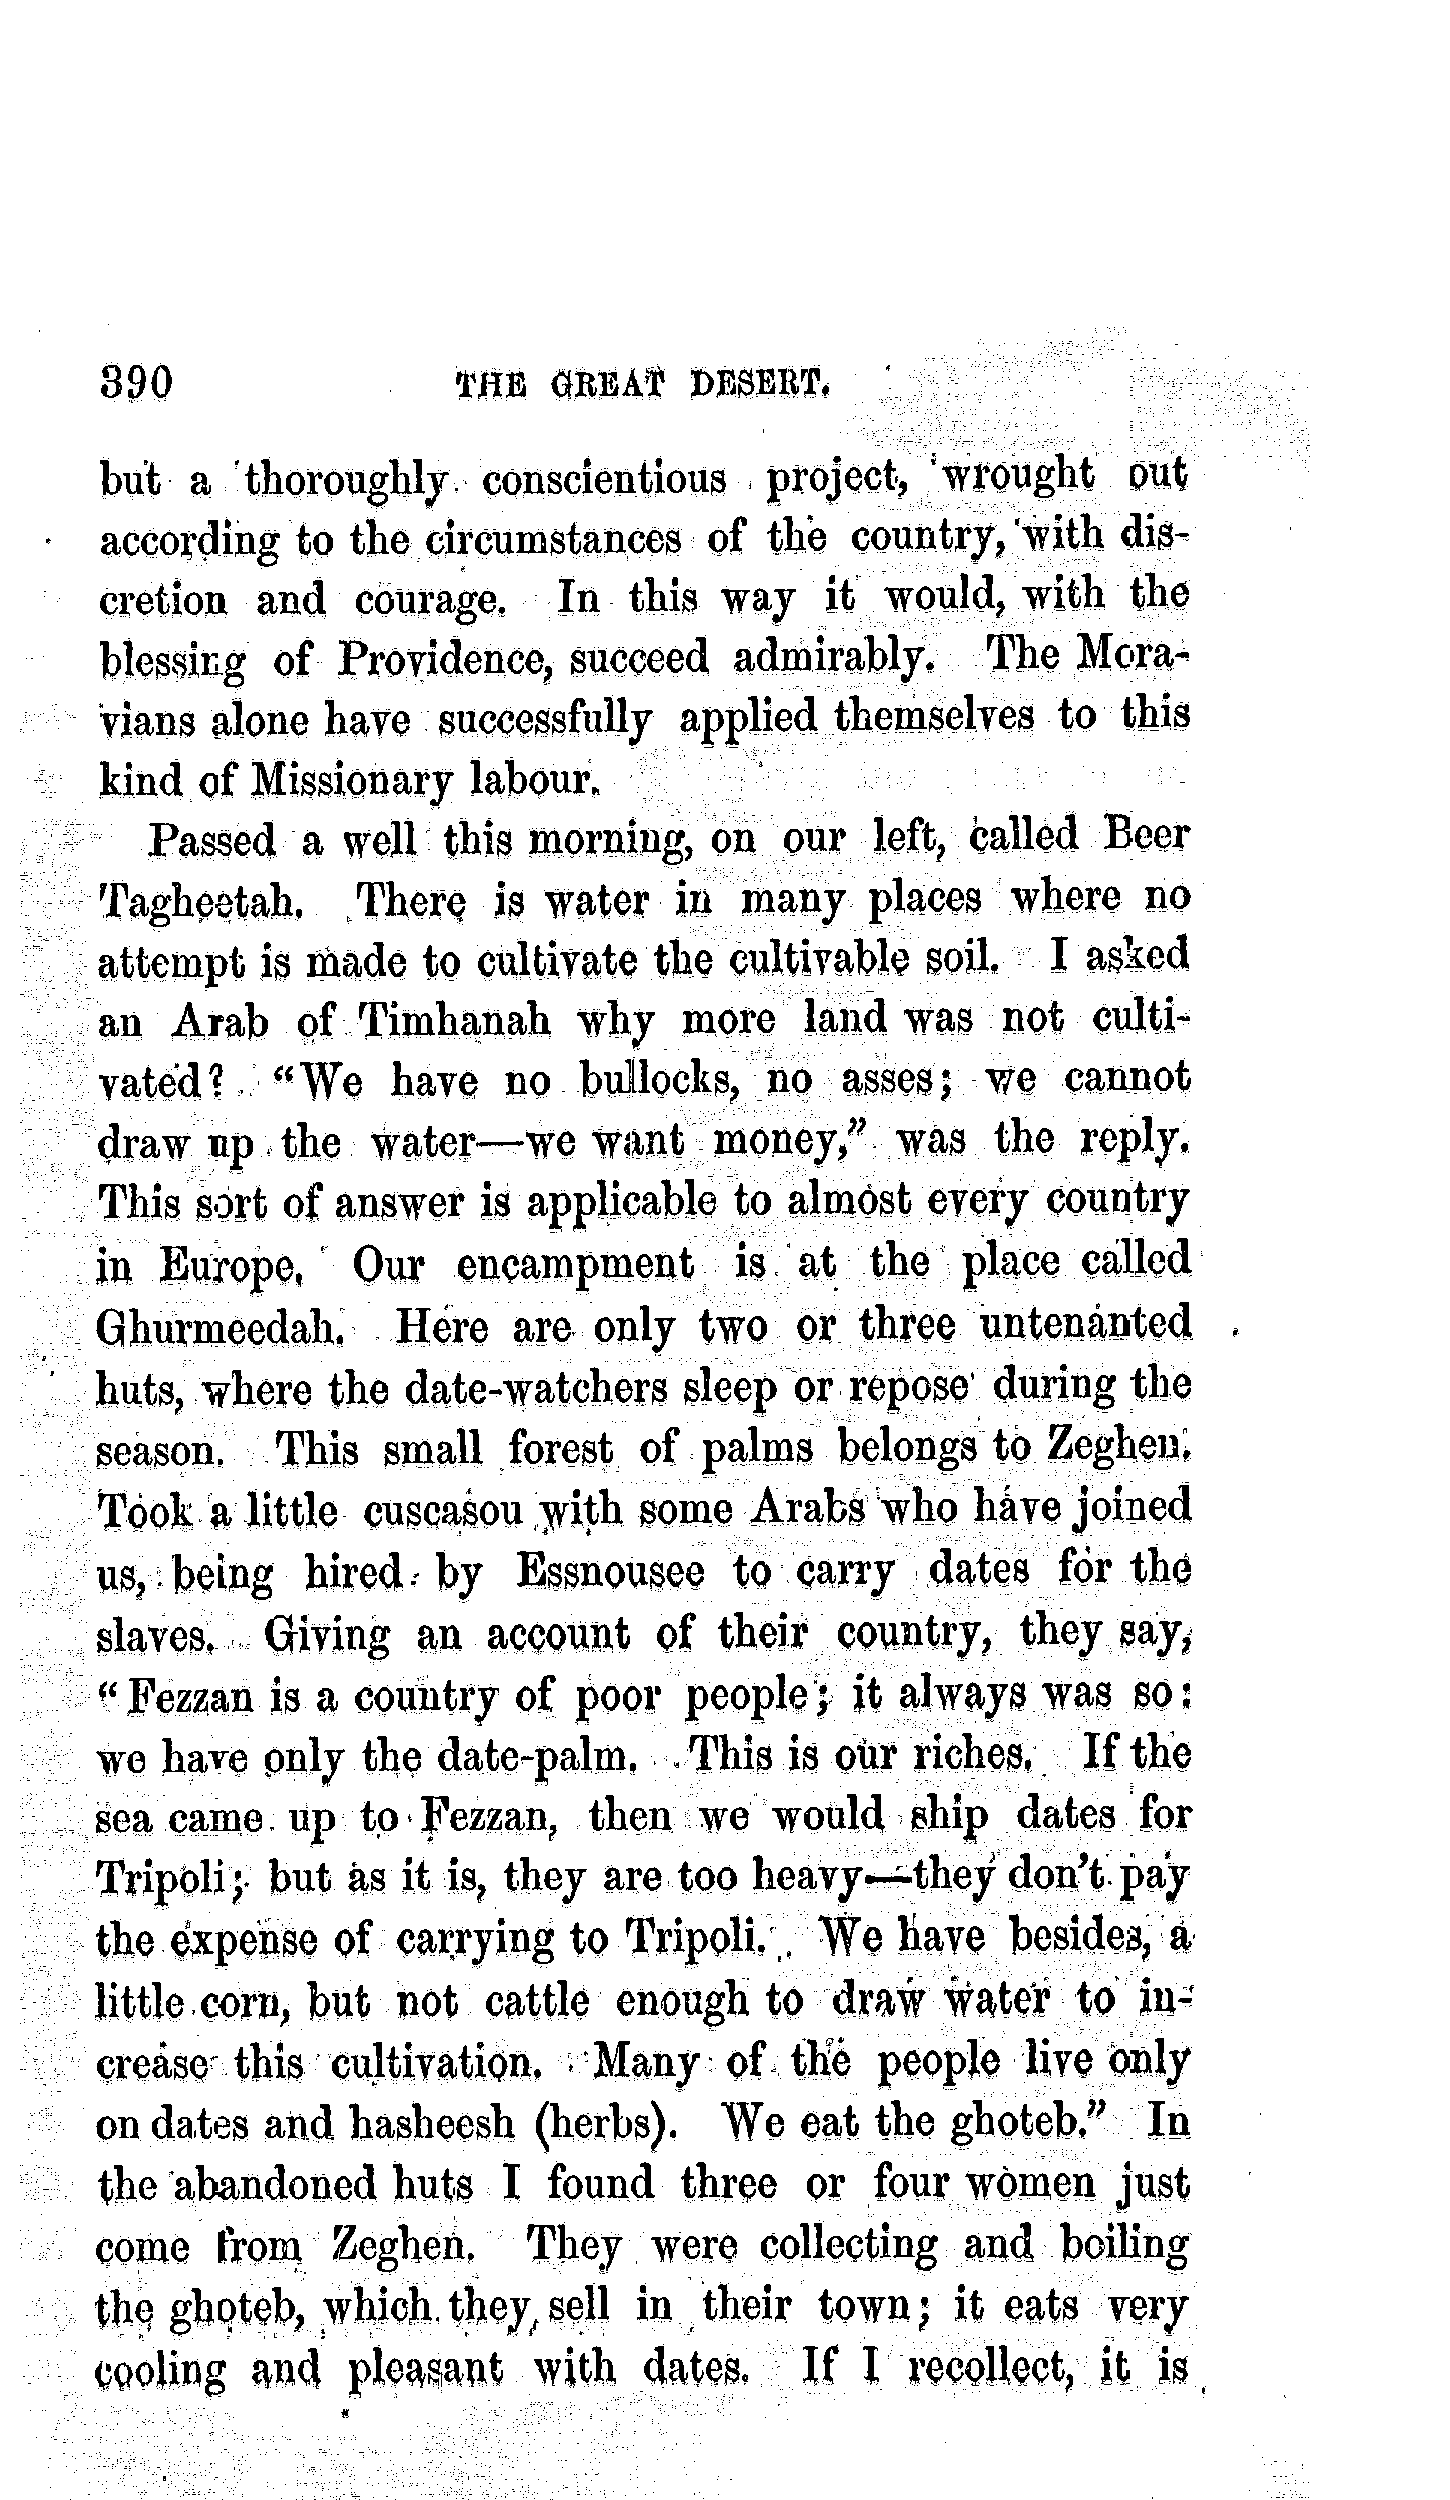 390 THE GREAT DESERT.
but a thoroughly conscientious project, wrought out
according to the circumstances of the country, with dis-
cretion and courage. In this way it would, with the
blessing of Providence, succeed admirably. The Mora-
vians alone have successfully applied themselves to this
kind of Missionary labour.
Passed a well this morning, on our left, called Beer
Tagheetah. There is water in many places where no
attempt is made to cultivate the cultivable soil. I asked
an Arab of Timhanah why more land was not culti-
vated? "We have no bullocks, no asses; we cannot
draw up the water—we want money," was the reply.
This sort of answer is applicable to almost every country
in Europe. Our encampment is at the place called
Ghurmeedah. Here are only two or three untenanted
huts, where the date-watchers sleep or repose during the
season. This small forest of palms belongs to Zeghen.
Took a little cuscasou with some Arabs who have joined
us, being hired by Essnousee to carry dates for the
slaves. Giving an account of their country, they say,
"Fezzan is a country of poor people; it always was so:
we have only the date-palm. This is our riches. If the
sea came up to Fezzan, then we would ship dates for
Tripoli; but as it is, they are too heavy—they don't pay
the expense of carrying to Tripoli. We have besides, a
little corn, but not cattle enough to draw water to in-
crease this cultivation. Many of the people live only
on dates and hasheesh (herbs). We eat the ghoteb." In
the abandoned huts I found three or four women just
come from Zeghen. They were collecting and boiling
the ghoteb, which they sell in their town; it eats very
cooling and pleasant with dates. If I recollect, it is